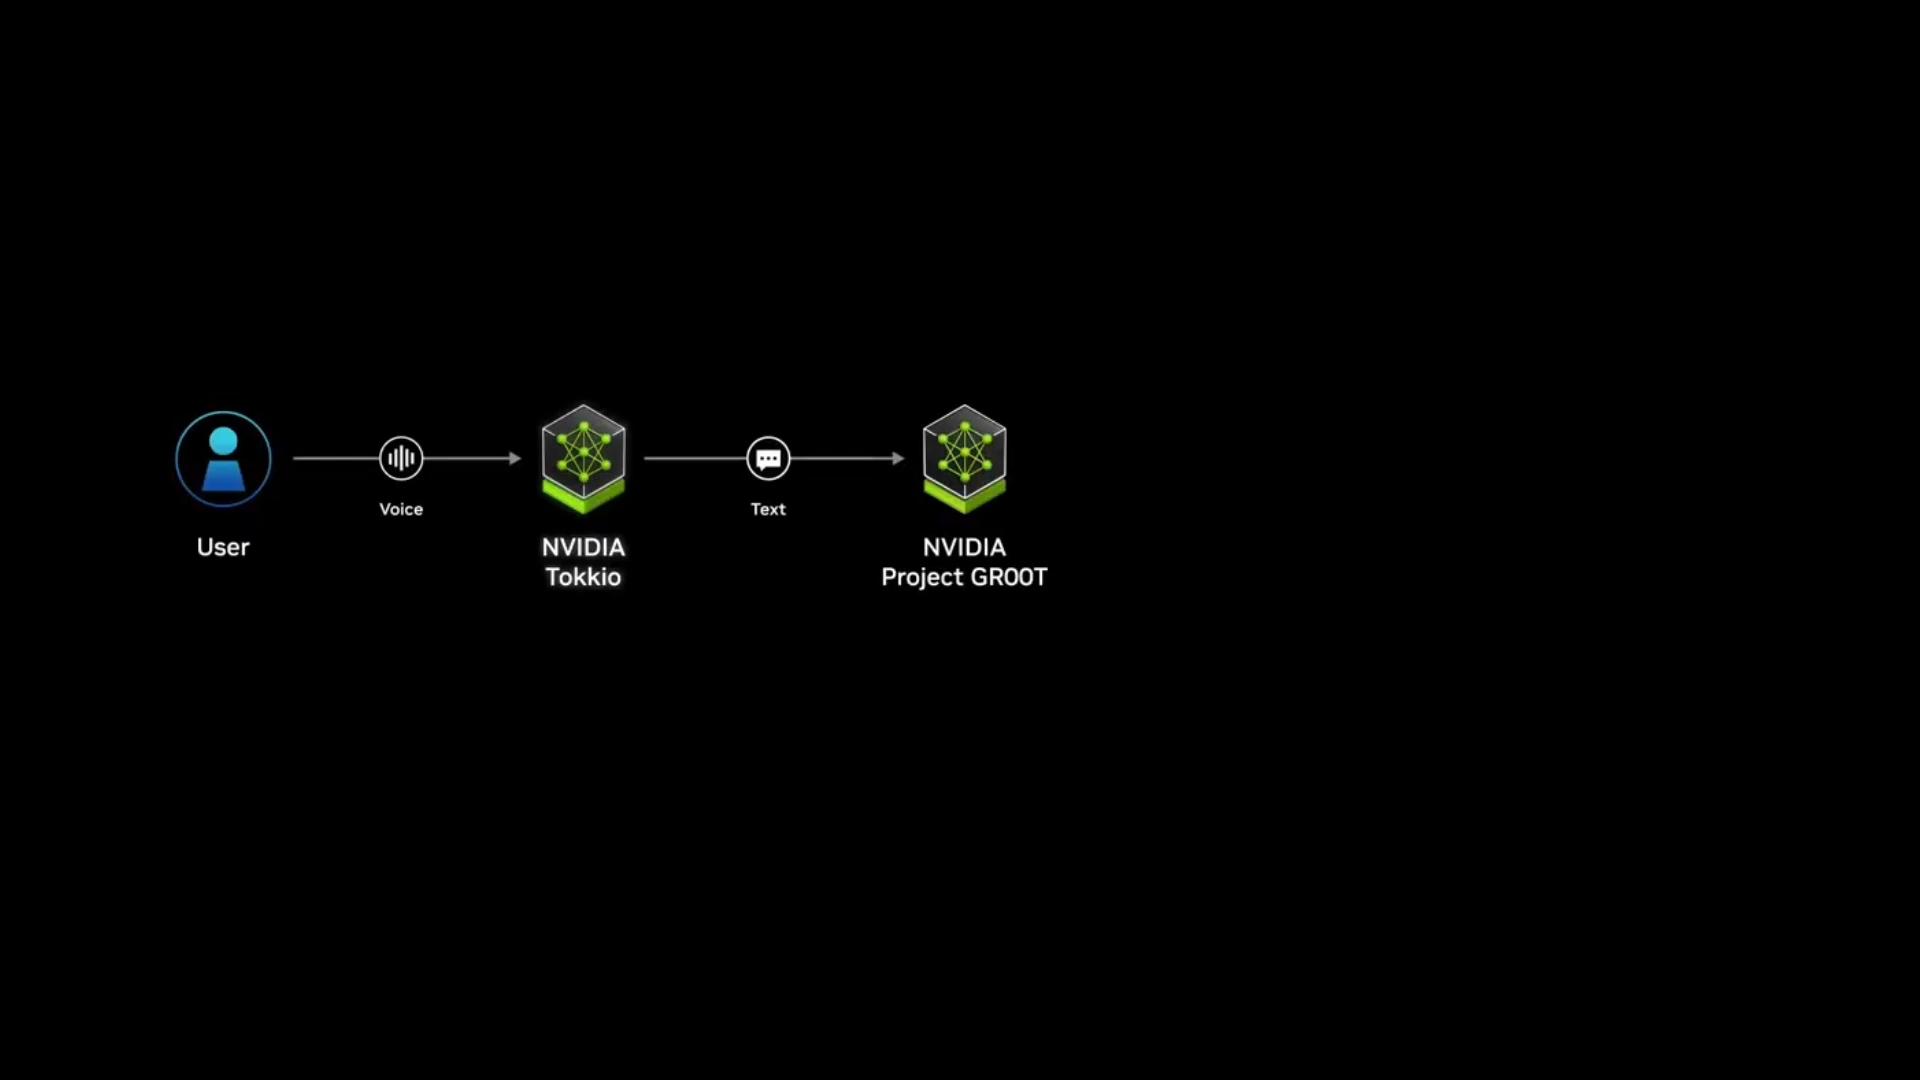 Voice
Text
User
NVIDIA
Tokkio
NVIDIA
Project GR00T